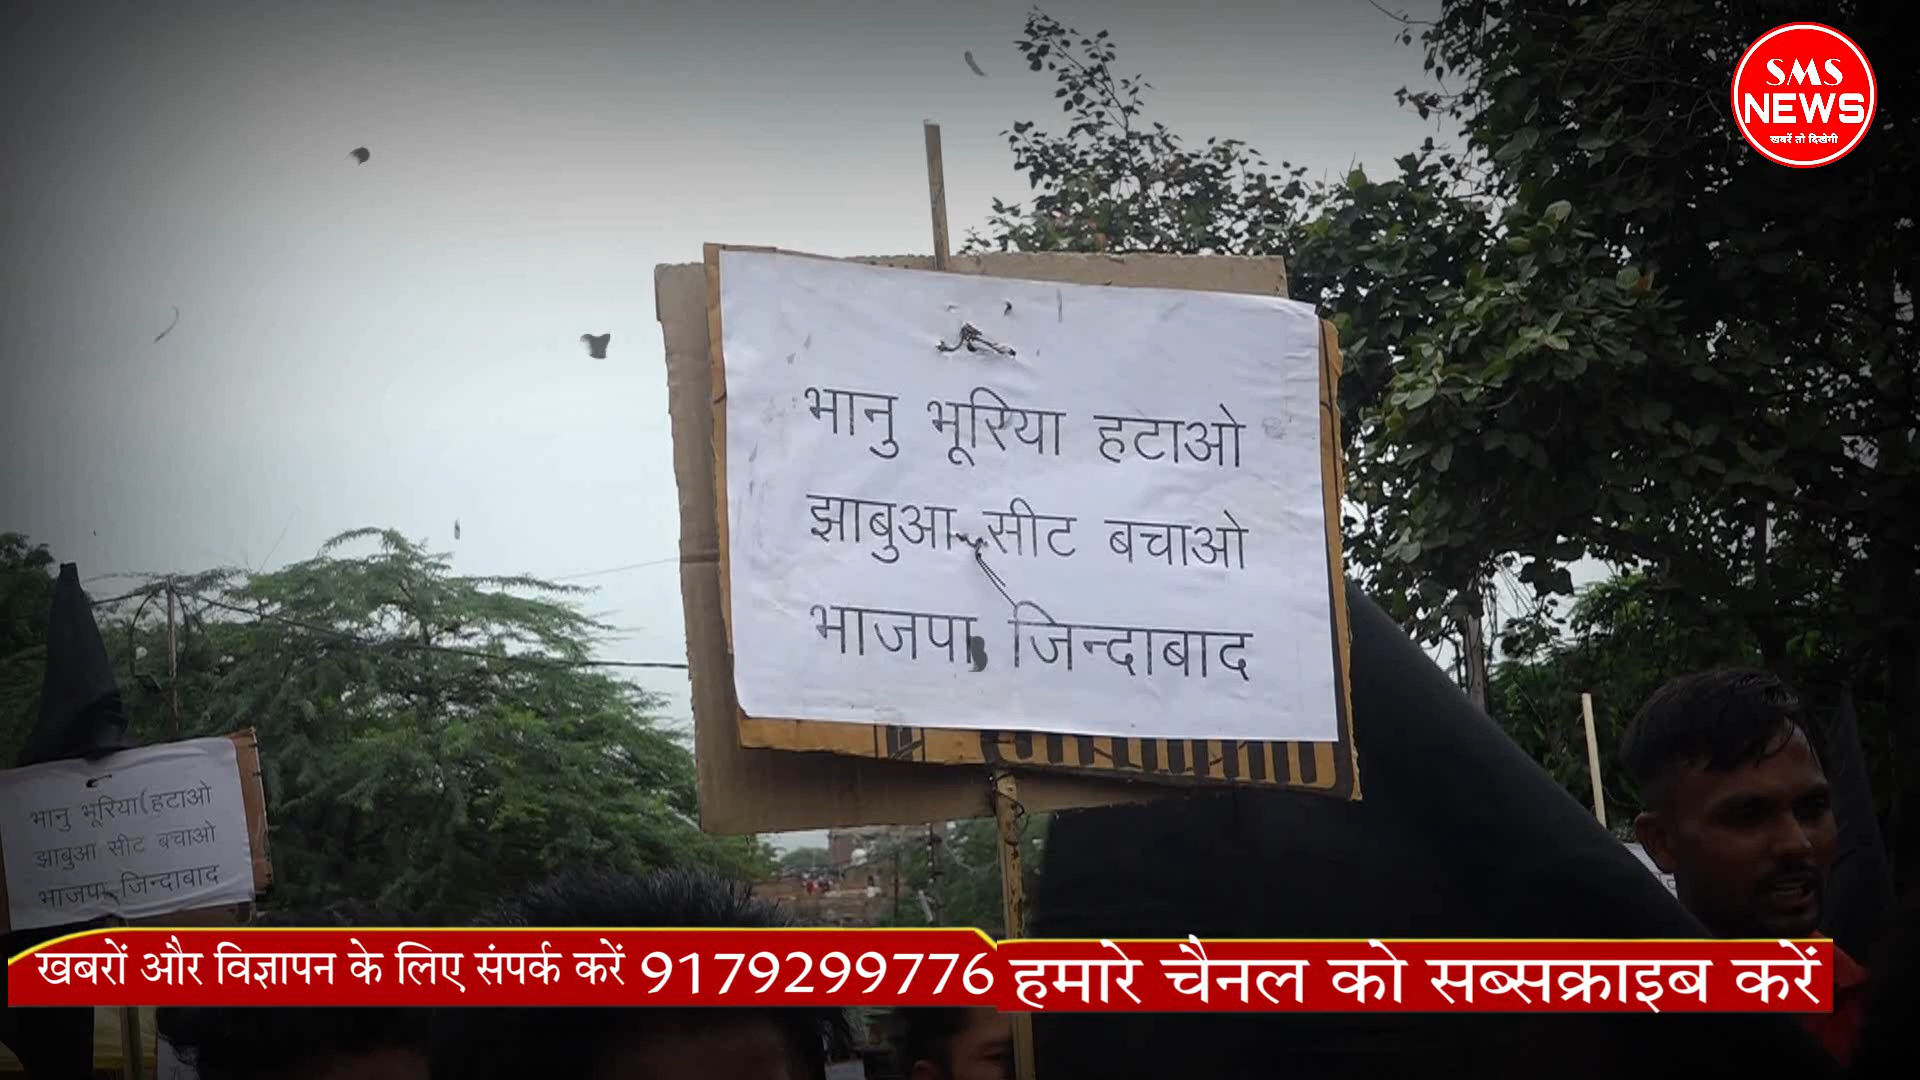 SMS
NEWS
खबरें तो दिखेगी
भानु भूरिया हटाओ
झाबुआ सीट बचाओ
भाजपा जिन्दाबाद
भानु भूरिया हटाओ
झाबुआ सीट बचाओ
भाजपा जिन्दाबाद
खबरों और विज्ञापन के लिए संपर्क करें 9179299776
हमारे चैनल को सब्सक्राइब करें